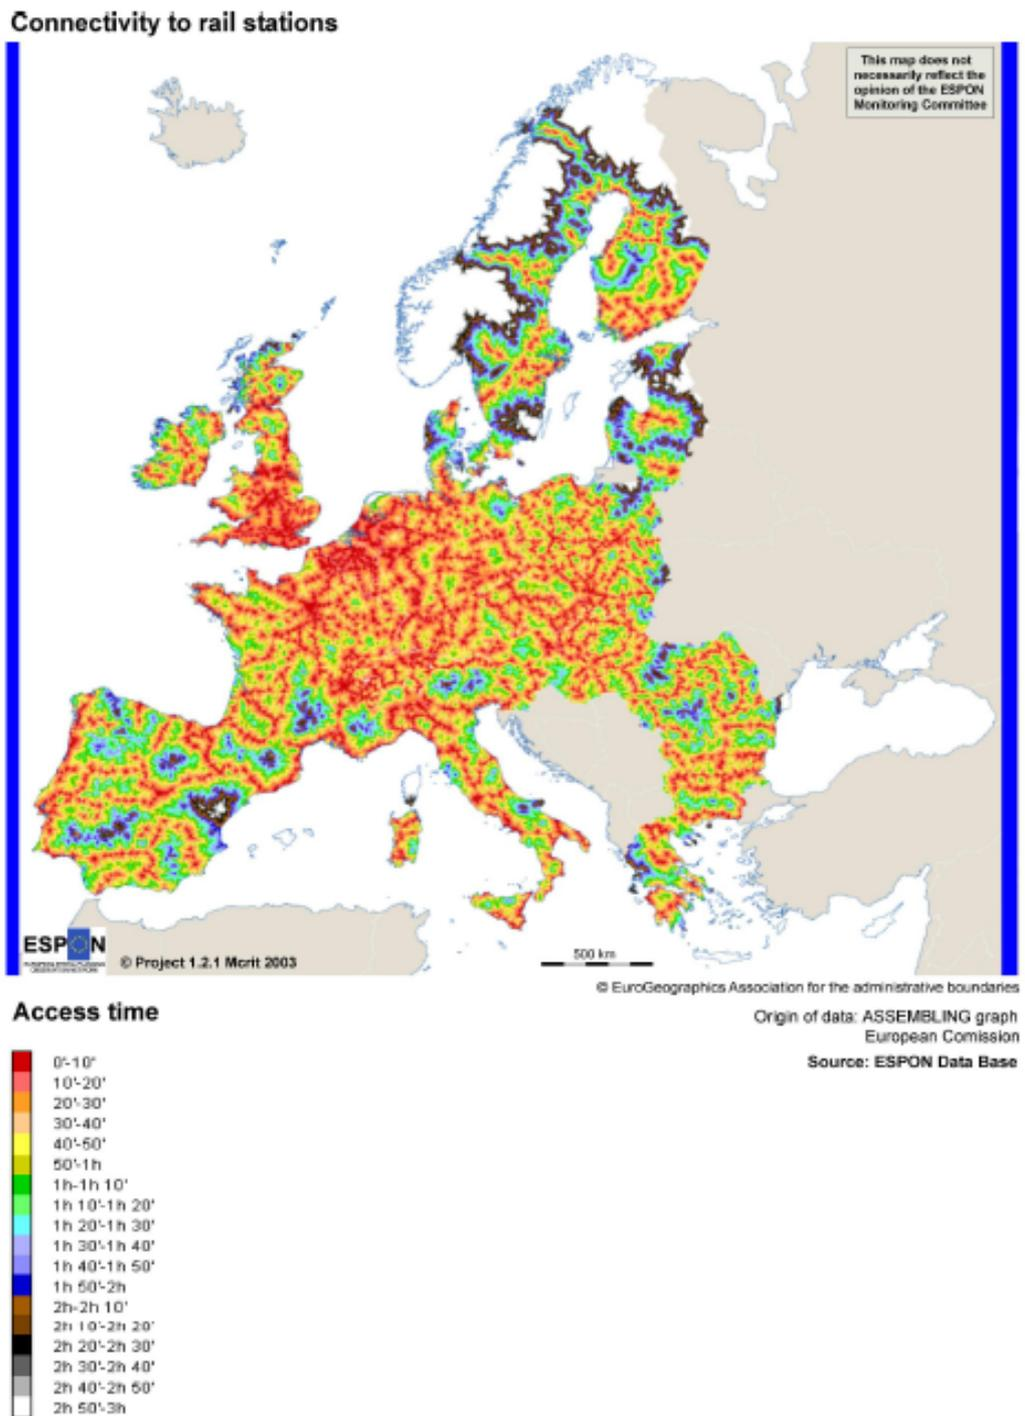 Connectivity to rail stations
This map does not
necessarily reflect the
opinion of the ESPON
Monitoring Committee
ESPON
© Project 1.2.1 Mcrit 2003
500 km
© EuroGeographics Association for the administrative boundaries
Origin of data: ASSEMBLING graph
European Comission
Source: ESPON Data Base
Access time
0'-10'
10'-20'
20'-30'
30'-40'
40'-50'
50'-1h
1h-1h 10'
1h 10'-1h 20'
1h 20'-1h 30'
1h 30'-1h 40'
1h 40'-1h 50'
1h 50'-2h
2h-2h 10'
2h 10'-2h 20'
2h 20'-2h 30'
2h 30'-2h 40'
2h 40'-2h 50'
2h 50'-3h